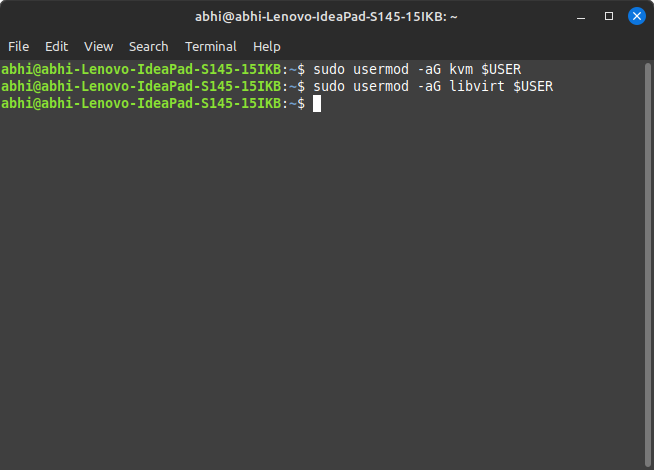 abhi@abhi-Lenovo-IdeaPad-S145-15IKB: ~
File Edit View Search Terminal Help
abhi@abhi-Lenovo-IdeaPad-S145-15IKB:~$ sudo usermod -aG kvm $USER
abhi@abhi-Lenovo-IdeaPad-S145-15IKB:~$ sudo usermod -aG libvirt $USER
abhi@abhi-Lenovo-IdeaPad-S145-15IKB:~$